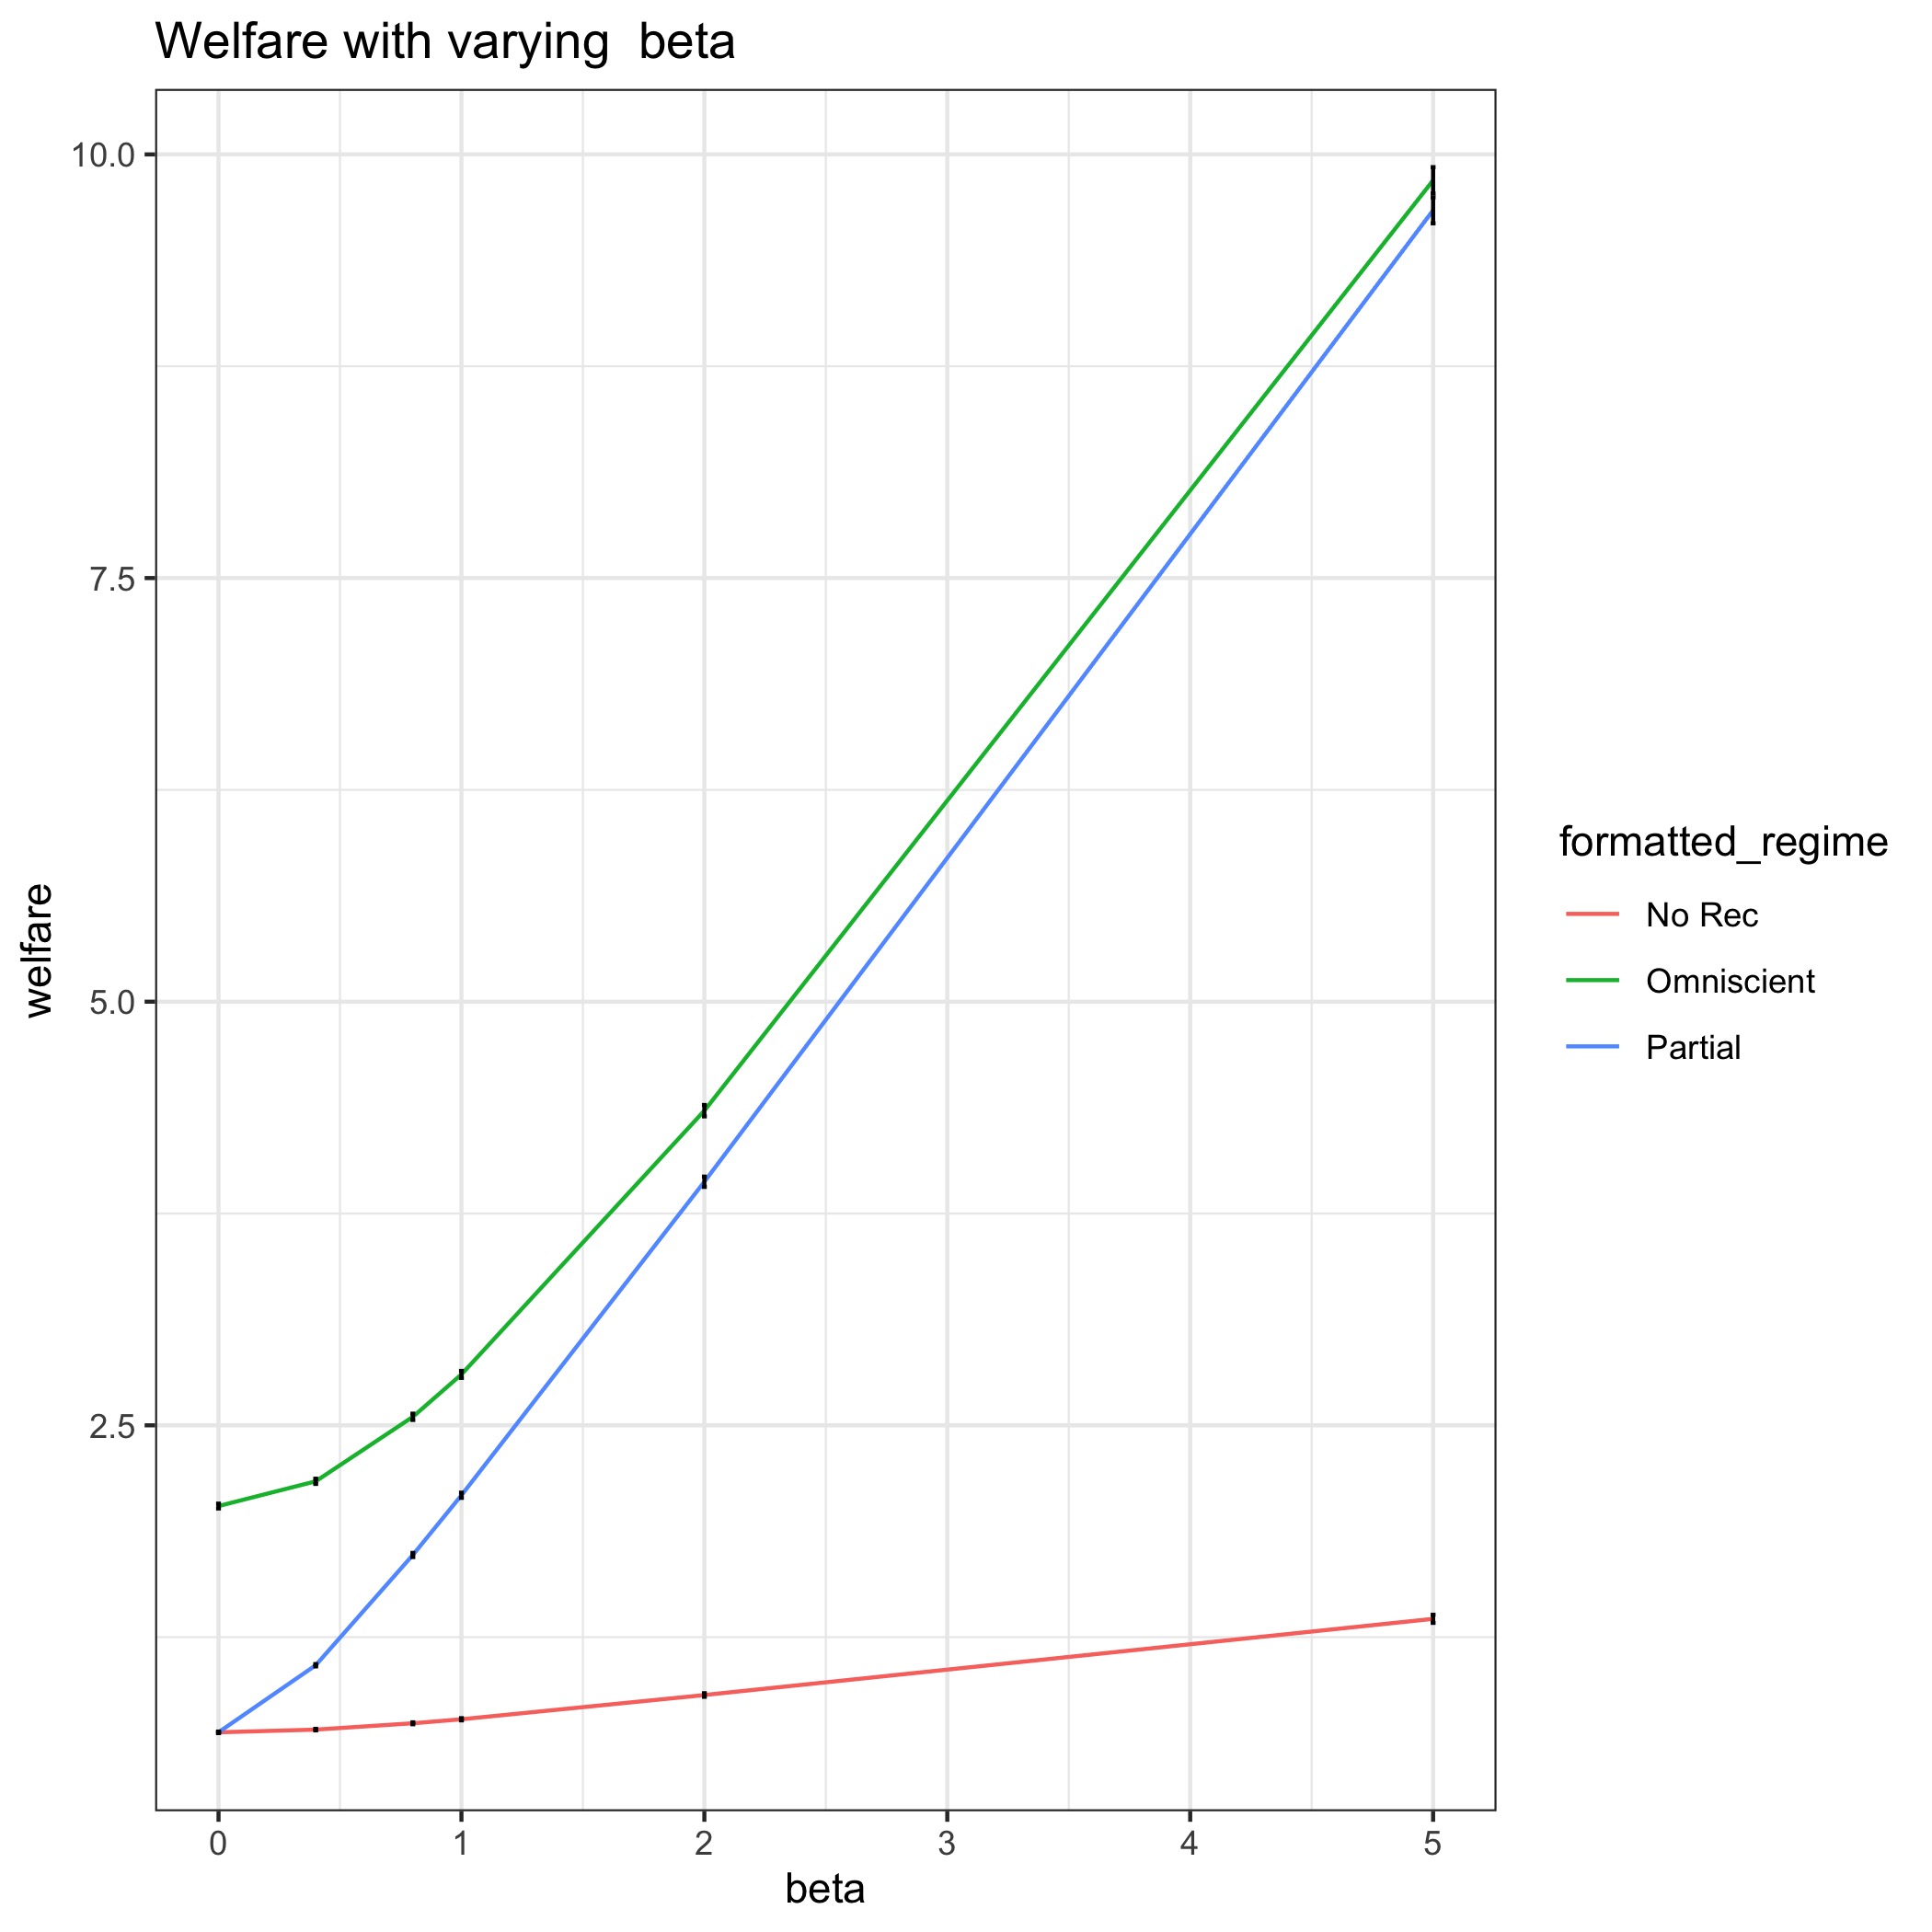 Welfare with varying  beta
10.0
7.5
5.0
2.5
welfare
0 1 2 3 4 5
beta
formatted_regime
No Rec
Omniscient
Partial